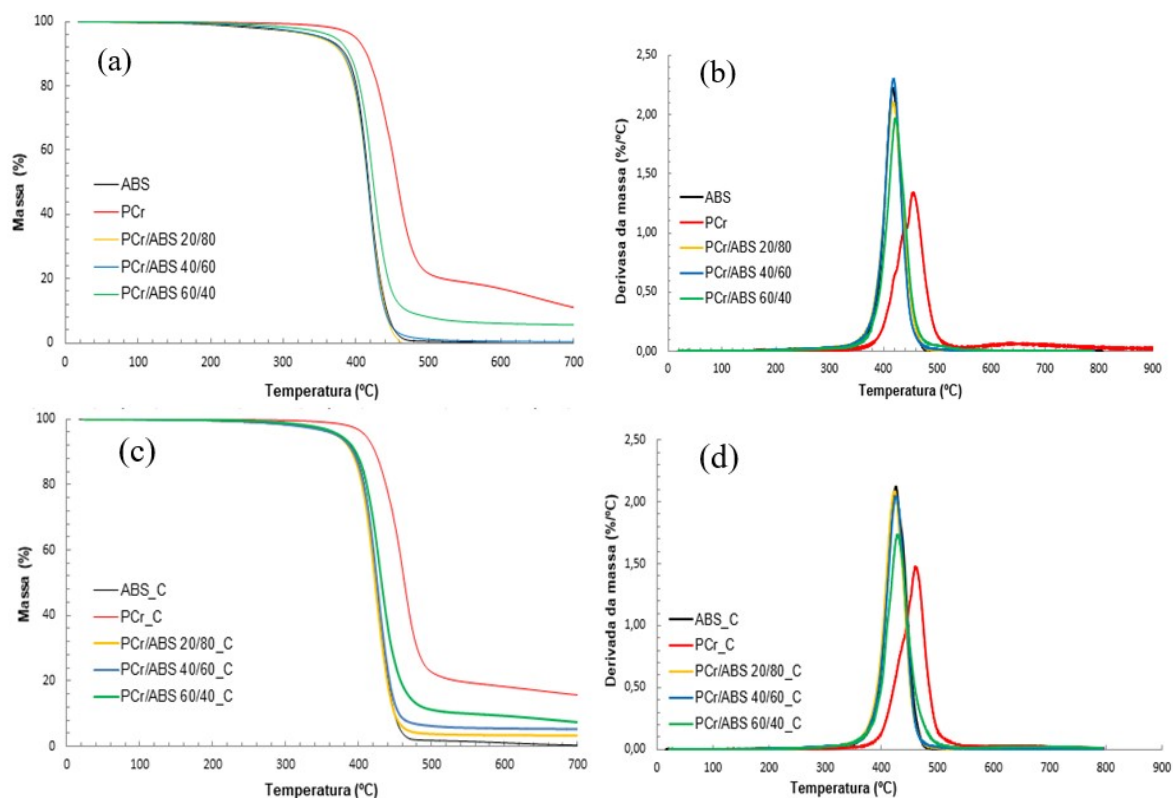 (a)
Massa (%)
100
80
60
40
20
0
ABS
PCr
PCr/ABS 20/80
PCr/ABS 40/60
PCr/ABS 60/40
0 100 200 300 400 500 600 700
Temperatura (ºC)
(b)
Derivasa da massa (%/ºC)
2,50
2,00
1,50
1,00
0,50
0,00
ABS
PCr
PCr/ABS 20/80
PCr/ABS 40/60
PCr/ABS 60/40
0 100 200 300 400 500 600 700 800 900
Temperatura (ºC)
(c)
Massa (%)
100
80
60
40
20
0
ABS_C
PCr_C
PCr/ABS 20/80_C
PCr/ABS 40/60_C
PCr/ABS 60/40_C
0 100 200 300 400 500 600 700
Temperatura (ºC)
(d)
Derivada da massa (%/ºC)
2,50
2,00
1,50
1,00
0,50
0,00
ABS_C
PCr_C
PCr/ABS 20/80_C
PCr/ABS 40/60_C
PCr/ABS 60/40_C
0 100 200 300 400 500 600 700 800 900
Temperatura (ºC)